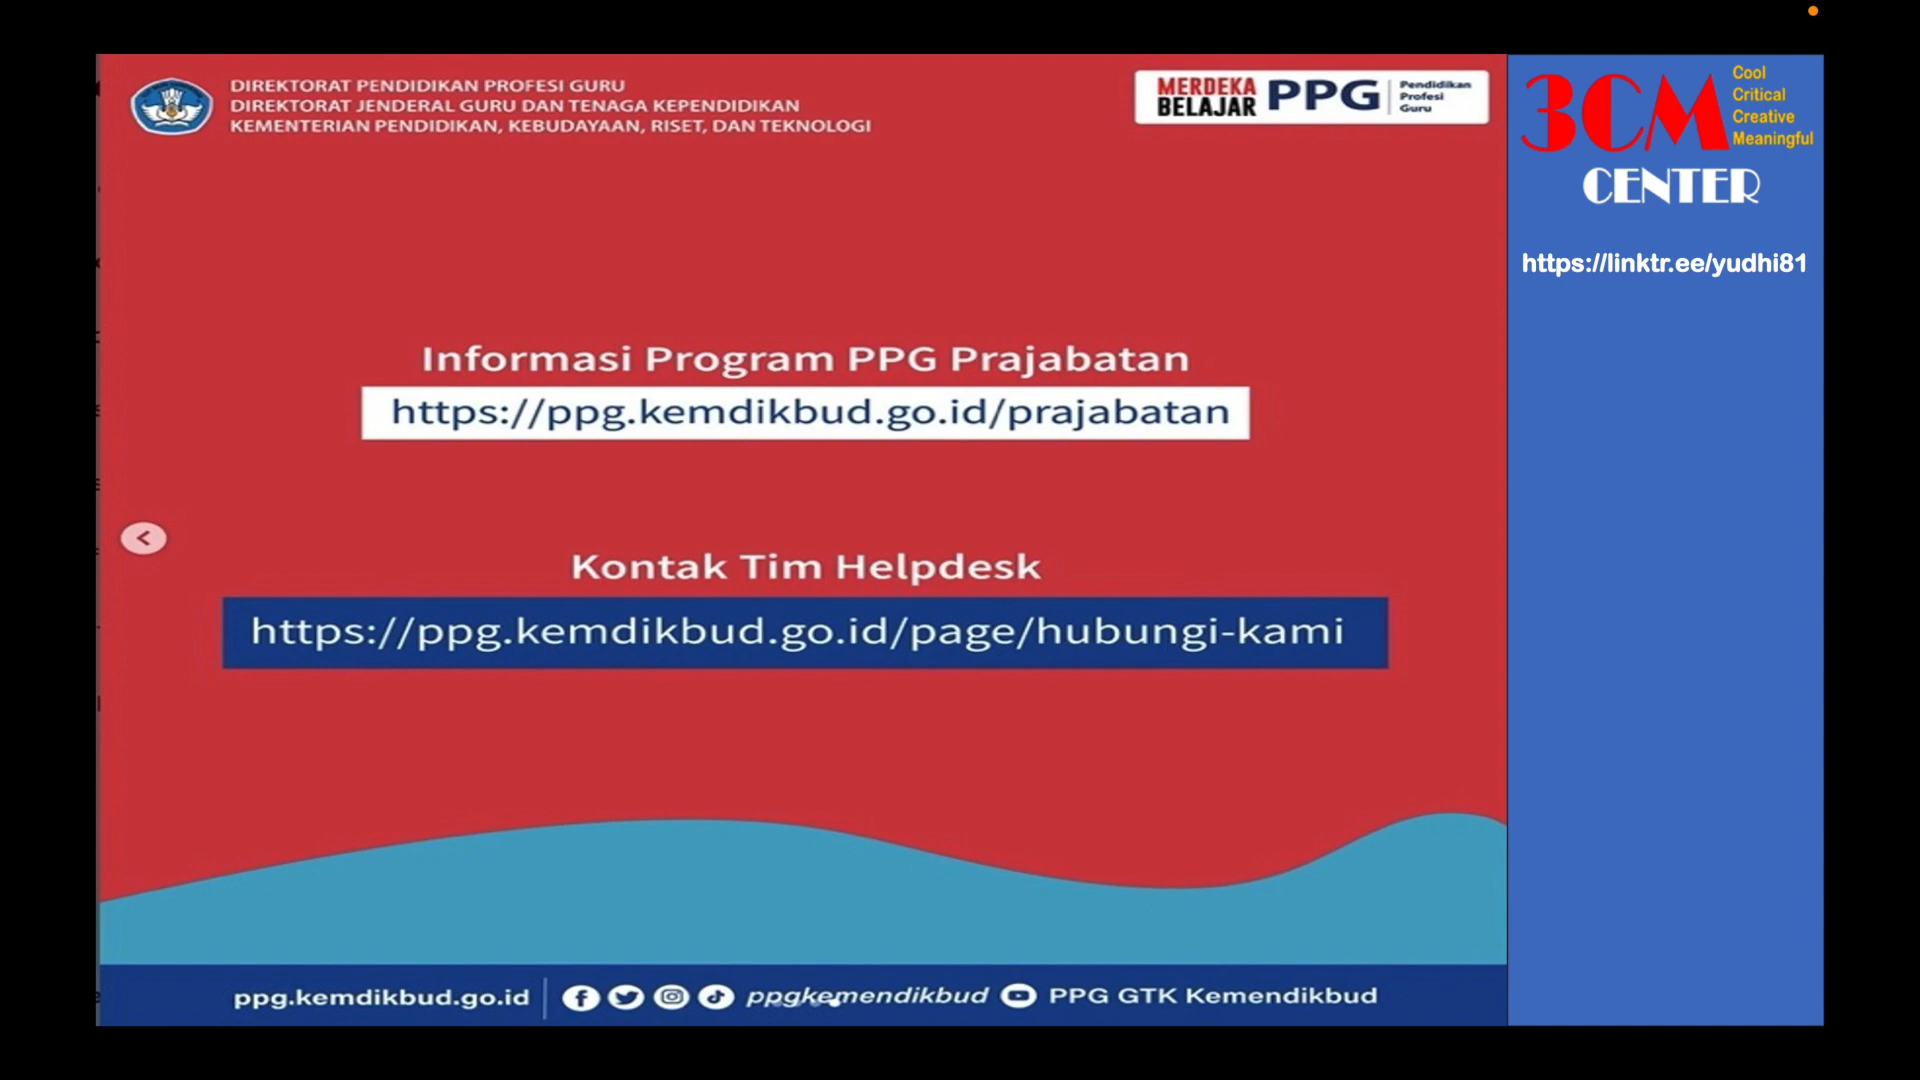 DIREKTORAT PENDIDIKAN PROFESI GURU
DIREKTORAT JENDERAL GURU DAN TENAGA KEPENDIDIKAN
KEMENTERIAN PENDIDIKAN, KEBUDAYAAN, RISET, DAN TEKNOLOGI
MERDEKA
BELAJAR
PPG
Pendidikan
Profesi
Guru
Informasi Program PPG Prajabatan
https://ppg.kemdikbud.go.id/prajabatan
Kontak Tim Helpdesk
https://ppg.kemdikbud.go.id/page/hubungi-kami
ppg.kemdikbud.go.id
ppgkemendikbud
PPG GTK Kemendikbud
3CM
Cool
Critical
Creative
Meaningful
CENTER
https://linktr.ee/yudhi81